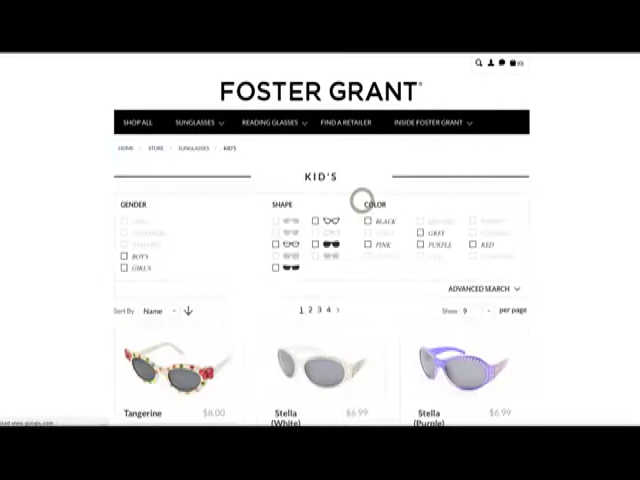 (0)
FOSTER GRANT®
SHOP ALL SUNGLASSES READING GLASSES FIND A RETAILER INSIDE FOSTER GRANT
HOME / STORE / SUNGLASSES / KID'S
KID'S
GENDER SHAPE COLOR
BLACK
GREY
PINK PURPLE RED
BOYS
GIRLS
ADVANCED SEARCH
Sort By Name 1 2 3 4 > Show 9 per page
Tangerine $8.00 Stella (White) $6.99 Stella (Purple) $6.99